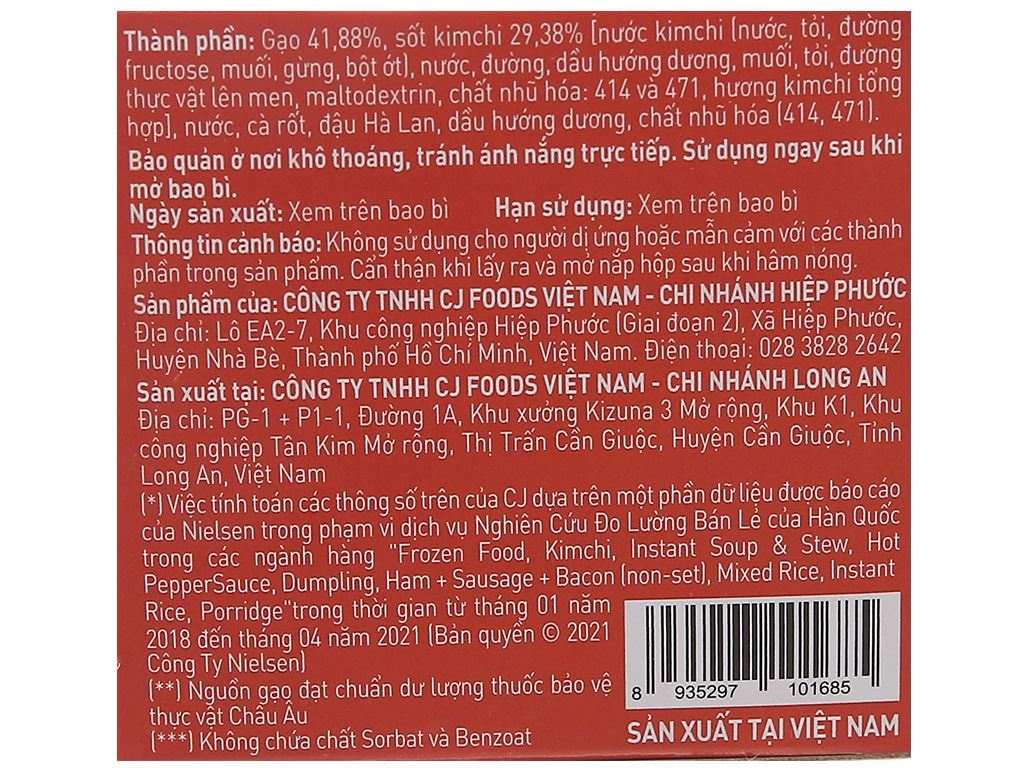 Thành phần: Gạo 41,88%, sốt kimchi 29,38% [nước kimchi (nước, tỏi, đường
fructose, muối, gừng, bột ớt), nước, đường, dầu hướng dương, muối, tỏi, đường
thực vật lên men, maltodextrin, chất nhũ hóa: 414 và 471, hương kimchi tổng
hợp], nước, cà rốt, đậu Hà Lan, dầu hướng dương, chất nhũ hóa (414, 471).
Bảo quản ở nơi khô thoáng, tránh ánh nắng trực tiếp. Sử dụng ngay sau khi
mở bao bì.
Ngày sản xuất: Xem trên bao bì Hạn sử dụng: Xem trên bao bì
Thông tin cảnh báo: Không sử dụng cho người dị ứng hoặc mẫn cảm với các thành
phần trong sản phẩm. Cẩn thận khi lấy ra và mở nắp hộp sau khi hâm nóng.
Sản phẩm của: CÔNG TY TNHH CJ FOODS VIỆT NAM - CHI NHÁNH HIỆP PHƯỚC
Địa chỉ: Lô EA2-7, Khu công nghiệp Hiệp Phước (Giai đoạn 2), Xã Hiệp Phước,
Huyện Nhà Bè, Thành phố Hồ Chí Minh, Việt Nam. Điện thoại: 028 3828 2642
Sản xuất tại: CÔNG TY TNHH CJ FOODS VIỆT NAM - CHI NHÁNH LONG AN
Địa chỉ: PG-1 + P1-1, Đường 1A, Khu xưởng Kizuna 3 Mở rộng, Khu K1, Khu
công nghiệp Tân Kim Mở rộng, Thị Trấn Cần Giuộc, Huyện Cần Giuộc, Tỉnh
Long An, Việt Nam
(*) Việc tính toán các thông số trên của CJ dựa trên một phần dữ liệu được báo cáo
của Nielsen trong phạm vi dịch vụ Nghiên Cứu Đo Lường Bán Lẻ của Hàn Quốc
trong các ngành hàng "Frozen Food, Kimchi, Instant Soup & Stew, Hot
PepperSauce, Dumpling, Ham + Sausage + Bacon (non-set), Mixed Rice, Instant
Rice, Porridge"trong thời gian từ tháng 01 năm
2018 đến tháng 04 năm 2021 (Bản quyền © 2021
Công Ty Nielsen)
(**) Nguồn gạo đạt chuẩn dư lượng thuốc bảo vệ
thực vật Châu Âu
(***) Không chứa chất Sorbat và Benzoat
8 935297 101685
SẢN XUẤT TẠI VIỆT NAM